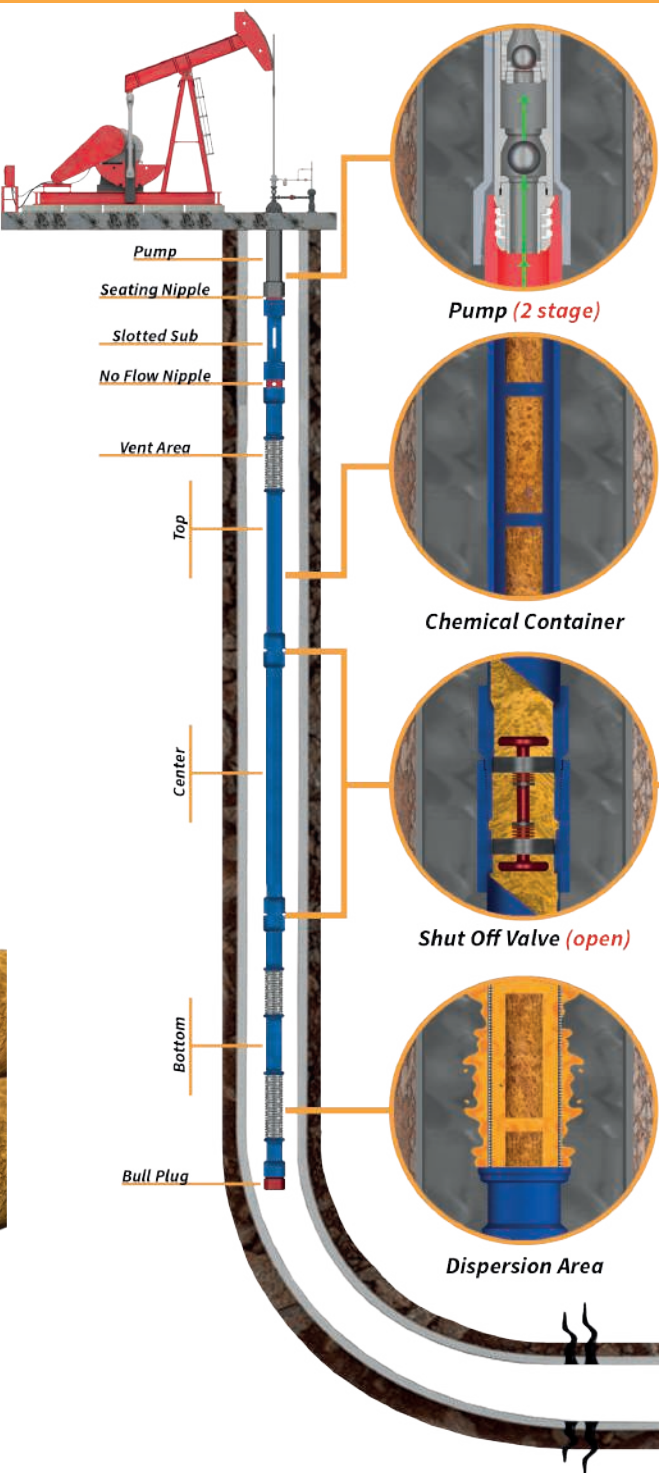 Pump
Seating Nipple
Slotted Sub
No Flow Nipple
Vent Area
Top
Center
Bottom
Bull Plug
Pump (2 stage)
Chemical Container
Shut Off Valve (open)
Dispersion Area